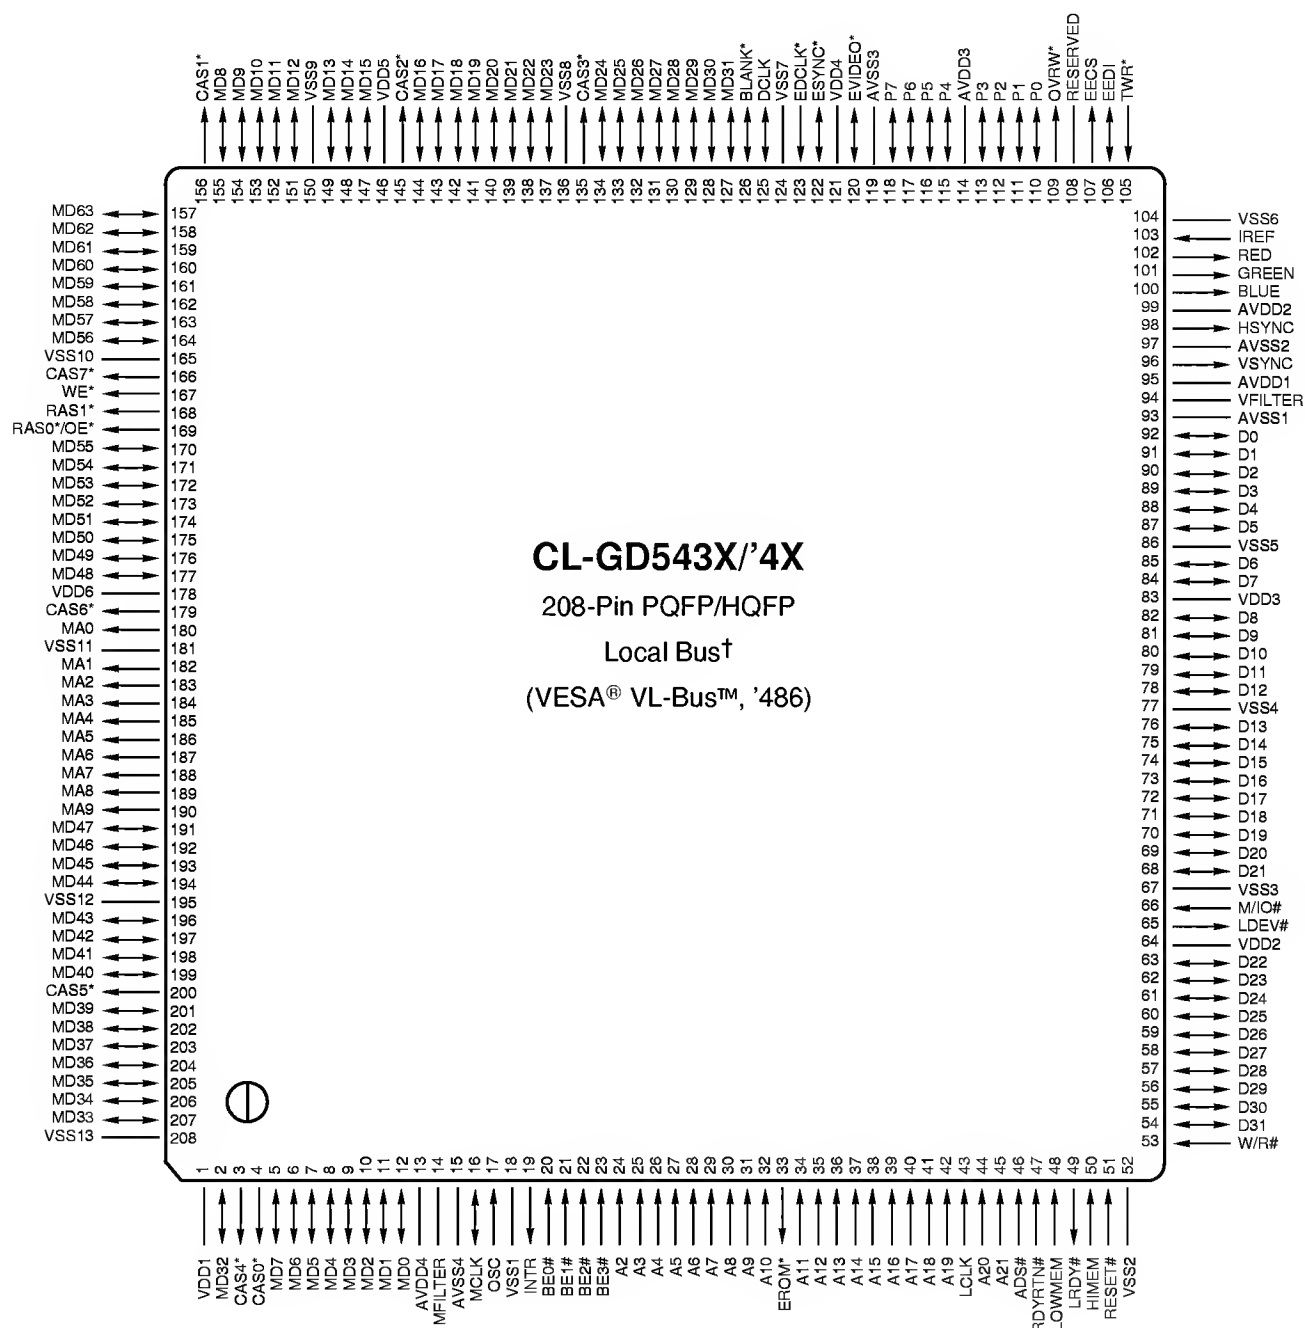 CAS1*
MD8
MD9
MD10
MD11
MD12
VSS9
MD13
MD14
MD15
VDD5
CAS2*
MD16
MD17
MD18
MD19
MD20
MD21
MD22
MD23
VSS8
CAS3*
MD24
MD25
MD26
MD27
MD28
MD29
MD30
MD31
BLANK*
DCLK
VSS7
EDCLK*
ESYNC*
VDD4
EVIDEO*
AVSS3
P7
P6
P5
P4
AVDD3
P3
P2
P1
P0
OVRW*
RESERVED
EECS
EEDI
TWR*
156 155 154 153 152 151 150 149 148 147 146 145 144 143 142 141 140 139 138 137 136 135 134 133 132 131 130 129 128 127 126 125 124 123 122 121 120 119 118 117 116 115 114 113 112 111 110 109 108 107 106 105
MD63 157
MD62 158
MD61 159
MD60 160
MD59 161
MD58 162
MD57 163
MD56 164
VSS10 165
CAS7* 166
WE* 167
RAS1* 168
RAS0*/OE* 169
MD55 170
MD54 171
MD53 172
MD52 173
MD51 174
MD50 175
MD49 176
MD48 177
VDD6 178
CAS6* 179
MA0 180
VSS11 181
MA1 182
MA2 183
MA3 184
MA4 185
MA5 186
MA6 187
MA7 188
MA8 189
MA9 190
MD47 191
MD46 192
MD45 193
MD44 194
VSS12 195
MD43 196
MD42 197
MD41 198
MD40 199
CAS5* 200
MD39 201
MD38 202
MD37 203
MD36 204
MD35 205
MD34 206
MD33 207
VSS13 208
CL-GD543X/'4X
208-Pin PQFP/HQFP
Local Bus†
(VESA® VL-Bus™, '486)
104 VSS6
103 IREF
102 RED
101 GREEN
100 BLUE
99 AVDD2
98 HSYNC
97 AVSS2
96 VSYNC
95 AVDD1
94 VFILTER
93 AVSS1
92 D0
91 D1
90 D2
89 D3
88 D4
87 D5
86 VSS5
85 D6
84 D7
83 VDD3
82 D8
81 D9
80 D10
79 D11
78 D12
77 VSS4
76 D13
75 D14
74 D15
73 D16
72 D17
71 D18
70 D19
69 D20
68 D21
67 VSS3
66 M/IO#
65 LDEV#
64 VDD2
63 D22
62 D23
61 D24
60 D25
59 D26
58 D27
57 D28
56 D29
55 D30
54 D31
53 W/R#
1 2 3 4 5 6 7 8 9 10 11 12 13 14 15 16 17 18 19 20 21 22 23 24 25 26 27 28 29 30 31 32 33 34 35 36 37 38 39 40 41 42 43 44 45 46 47 48 49 50 51 52
VDD1
MD32
CAS4*
CAS0*
MD7
MD6
MD5
MD4
MD3
MD2
MD1
MD0
AVDD4
MFILTER
AVSS4
MCLK
OSC
VSS1
INTR
BE0#
BE1#
BE2#
BE3#
A2
A3
A4
A5
A6
A7
A8
A9
A10
EROM*
A11
A12
A13
A14
A15
A16
A17
A18
A19
LCLK
A20
A21
ADS#
RDYRTN#
LOWMEM
LRDY#
HIMEM
RESET#
VSS2